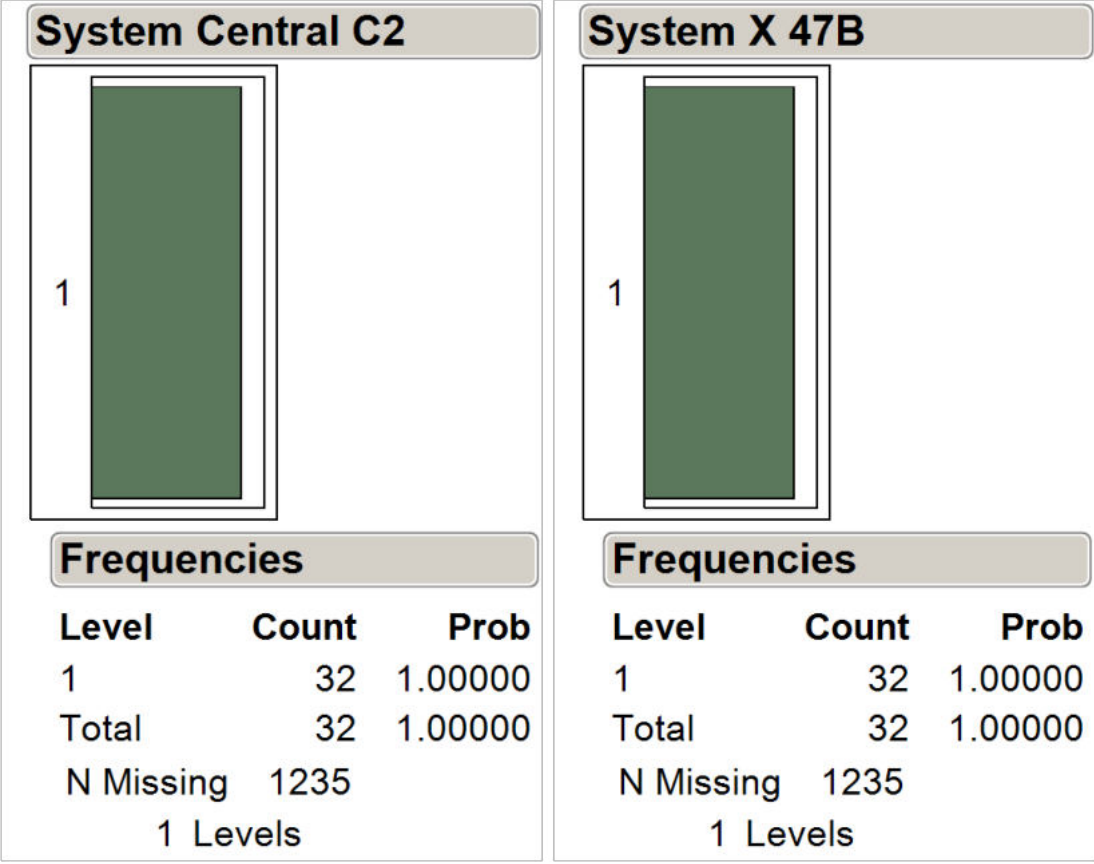 System Central C2
1
Frequencies
Level Count Prob
1 32 1.00000
Total 32 1.00000
N Missing 1235
1 Levels
System X 47B
1
Frequencies
Level Count Prob
1 32 1.00000
Total 32 1.00000
N Missing 1235
1 Levels